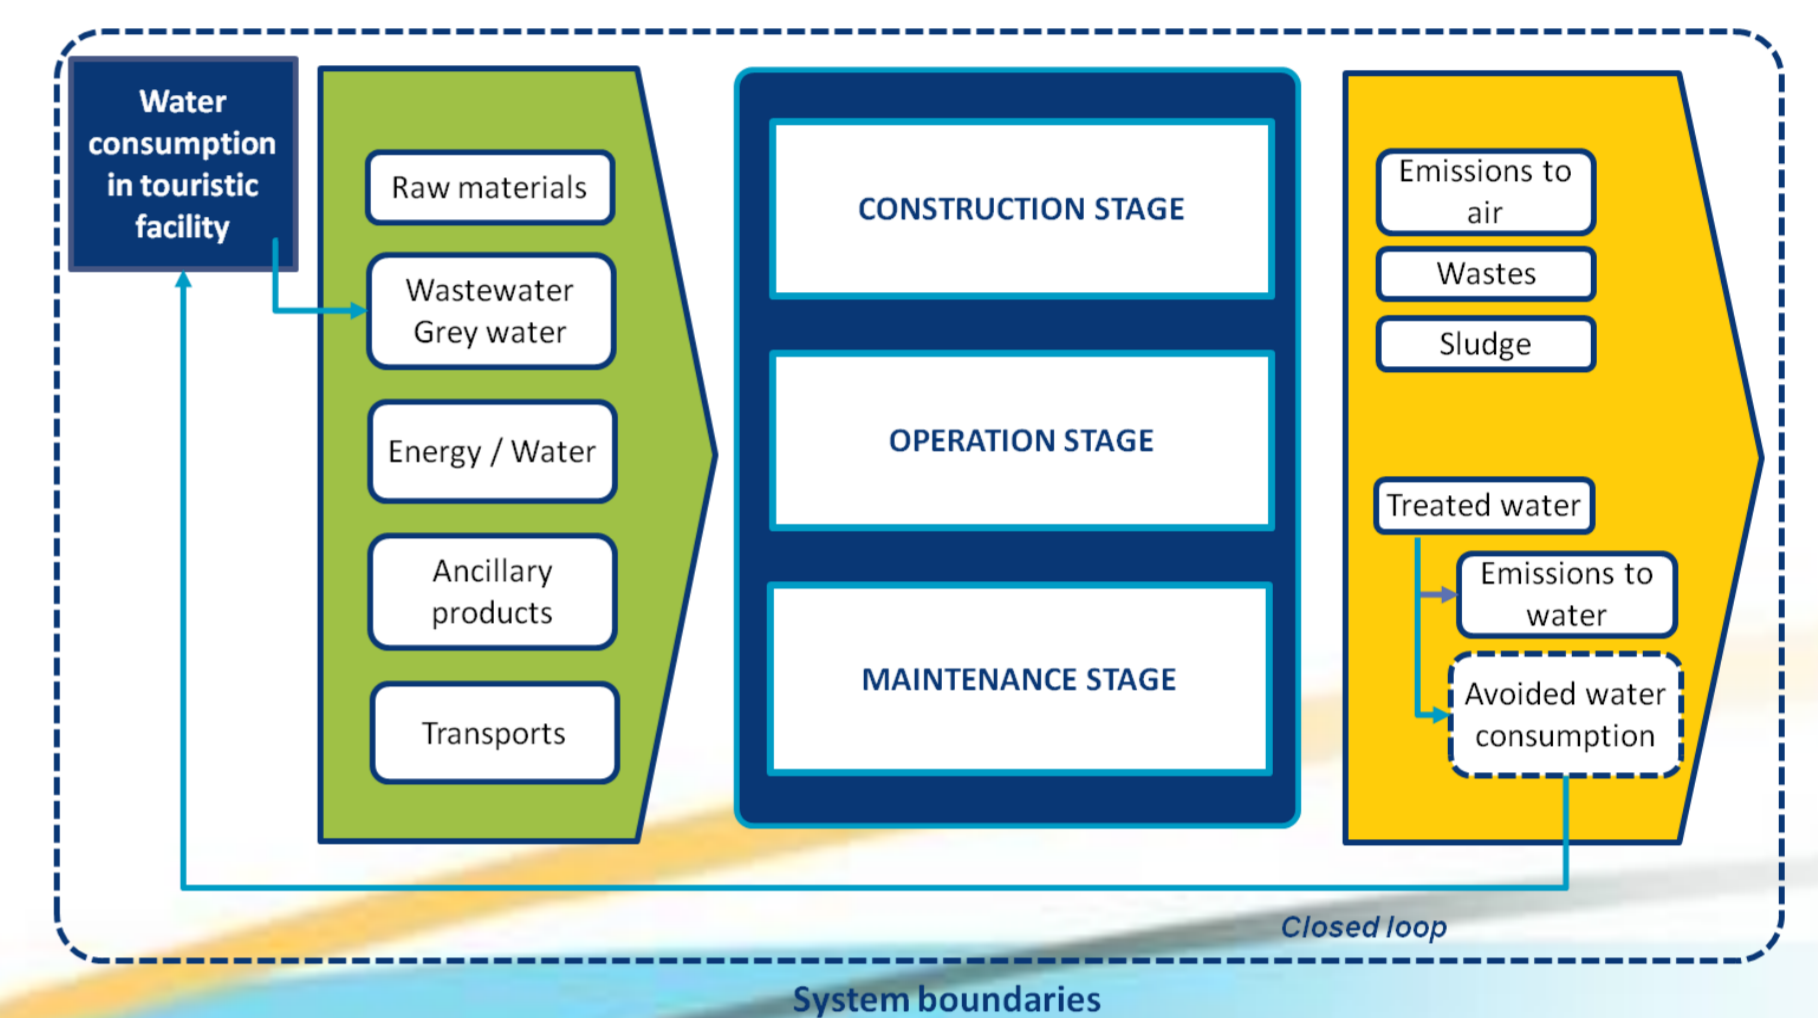 Water
consumption
in touristic
facility
Raw materials
Wastewater
Grey water
Energy / Water
Ancillary
products
Transports
CONSTRUCTION STAGE
OPERATION STAGE
MAINTENANCE STAGE
Emissions to
air
Wastes
Sludge
Treated water
Emissions to
water
Avoided water
consumption
Closed loop
System boundaries